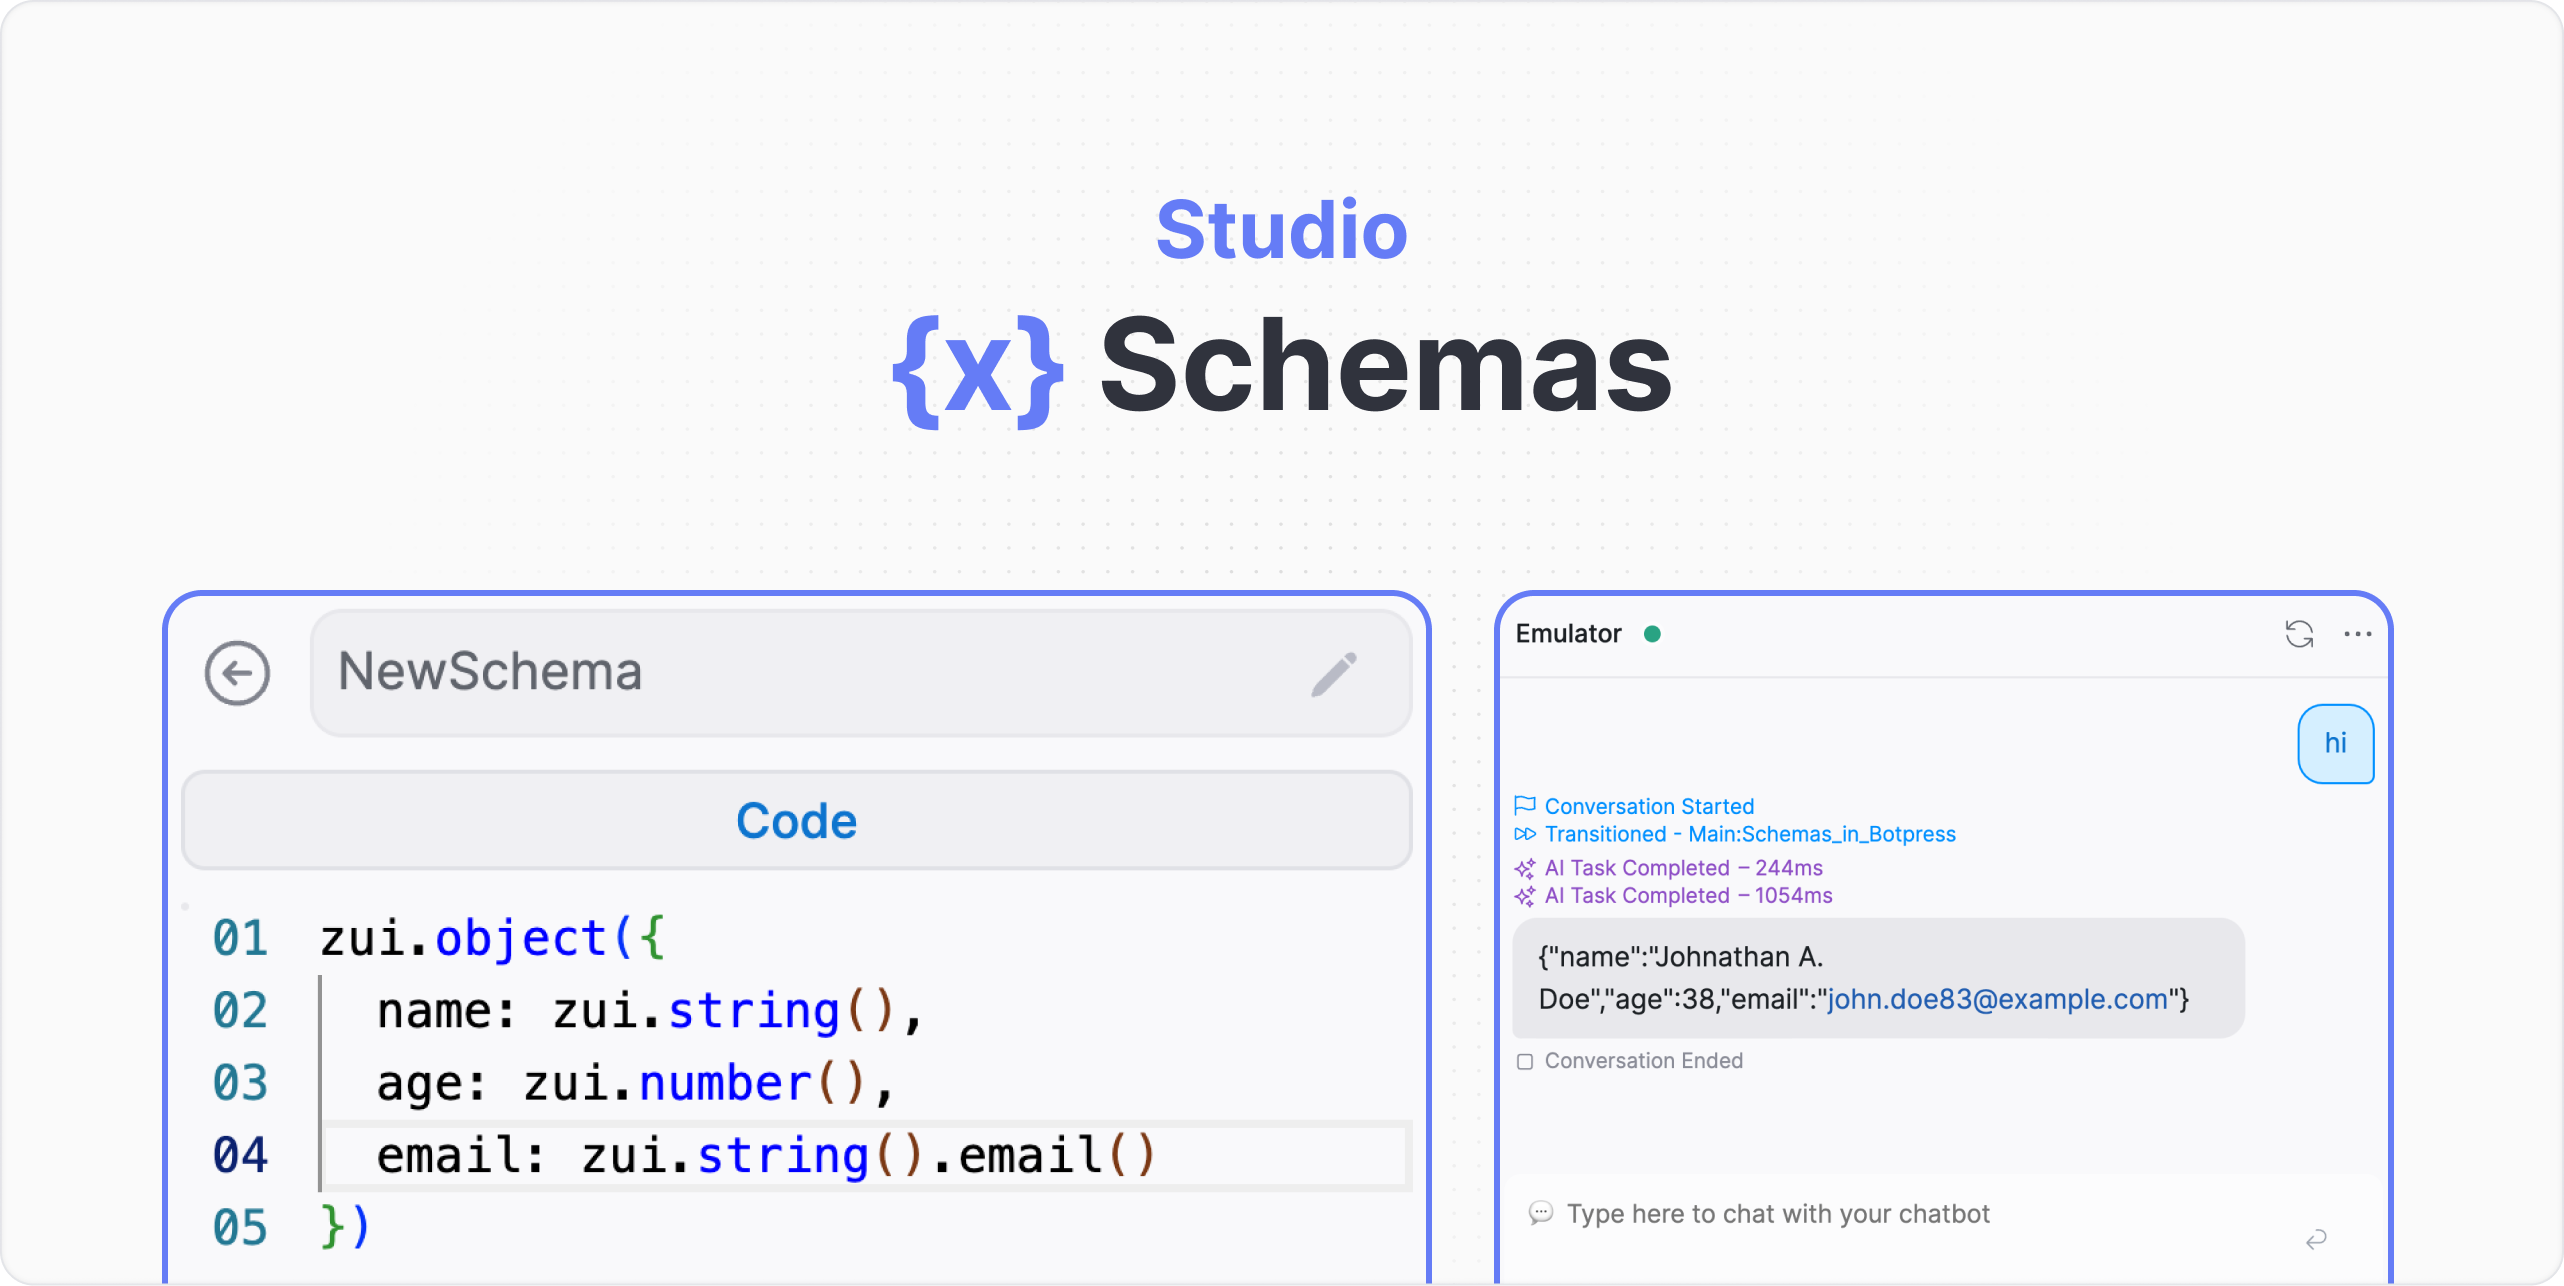 Studio
{x} Schemas
NewSchema
Code
01 zui.object({
02 name: zui.string(),
03 age: zui.number(),
04 email: zui.string().email()
05 })
Emulator
hi
Conversation Started
Transitioned - Main:Schemas_in_Botpress
AI Task Completed – 244ms
AI Task Completed – 1054ms
{"name":"Johnathan A.
Doe","age":38,"email":"john.doe83@example.com"}
Conversation Ended
Type here to chat with your chatbot